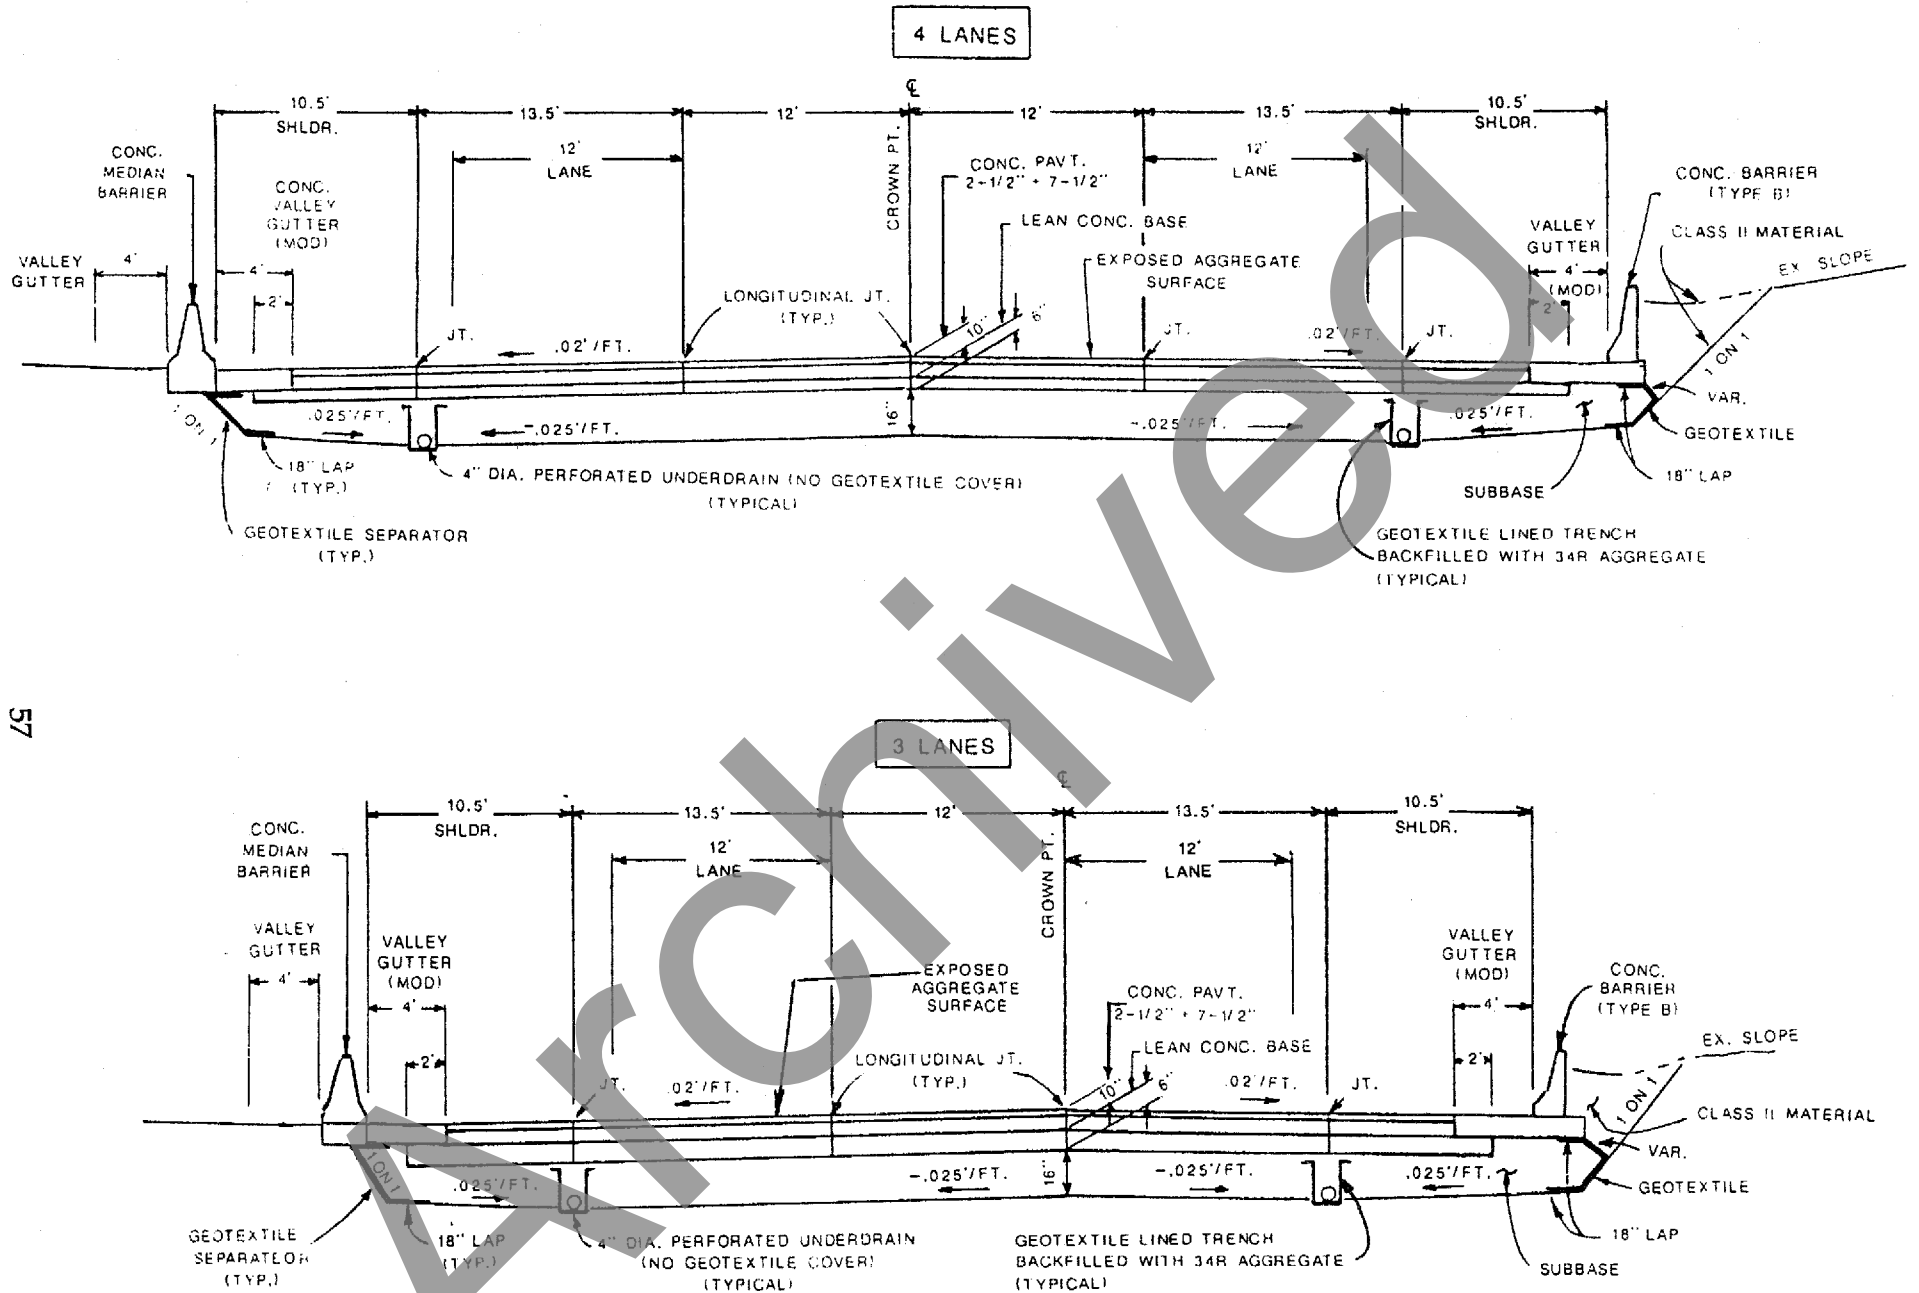 4 LANES
℄
10.5'
SHLDR.
13.5'
12'
12'
13.5'
10.5'
SHLDR.
12'
LANE
12'
LANE
CROWN PT.
CONC.
MEDIAN
BARRIER
CONC.
VALLEY
GUTTER
(MOD)
VALLEY
GUTTER
4'
4'
2'
CONC. PAVT.
2-1/2" + 7-1/2"
LEAN CONC. BASE
EXPOSED AGGREGATE
SURFACE
LONGITUDINAL JT.
(TYP.)
10"
6"
CONC. BARRIER
(TYPE B)
VALLEY
GUTTER
4'
(MOD)
2'
CLASS II MATERIAL
EX. SLOPE
1 ON 1
JT.
.02'/FT.
JT.
.02'/FT.
JT.
1 ON 1
.025'/FT.
-.025'/FT.
16"
-.025'/FT.
.025'/FT.
VAR.
GEOTEXTILE
18" LAP
(TYP.)
4" DIA. PERFORATED UNDERDRAIN (NO GEOTEXTILE COVER)
(TYPICAL)
18" LAP
SUBBASE
GEOTEXTILE SEPARATOR
(TYP.)
GEOTEXTILE LINED TRENCH
BACKFILLED WITH 34R AGGREGATE
(TYPICAL)
57
3 LANES
℄
10.5'
SHLDR.
13.5'
12'
13.5'
10.5'
SHLDR.
12'
LANE
12'
LANE
CROWN PT.
CONC.
MEDIAN
BARRIER
VALLEY
GUTTER
4'
VALLEY
GUTTER
(MOD)
4'
2'
EXPOSED
AGGREGATE
SURFACE
CONC. PAVT.
2-1/2" + 7-1/2"
LEAN CONC. BASE
LONGITUDINAL JT.
(TYP.)
10"
6"
VALLEY
GUTTER
(MOD)
4'
2'
CONC.
BARRIER
(TYPE B)
EX. SLOPE
1 ON 1
CLASS II MATERIAL
JT.
.02'/FT.
.02'/FT.
JT.
1 ON 1
.025'/FT.
-.025'/FT.
16"
-.025'/FT.
.025'/FT.
VAR.
GEOTEXTILE
GEOTEXTILE
SEPARATEOR
(TYP.)
18" LAP
(TYP.)
4" DIA. PERFORATED UNDERDRAIN
(NO GEOTEXTILE COVER)
(TYPICAL)
GEOTEXTILE LINED TRENCH
BACKFILLED WITH 34R AGGREGATE
(TYPICAL)
18" LAP
SUBBASE
Archived